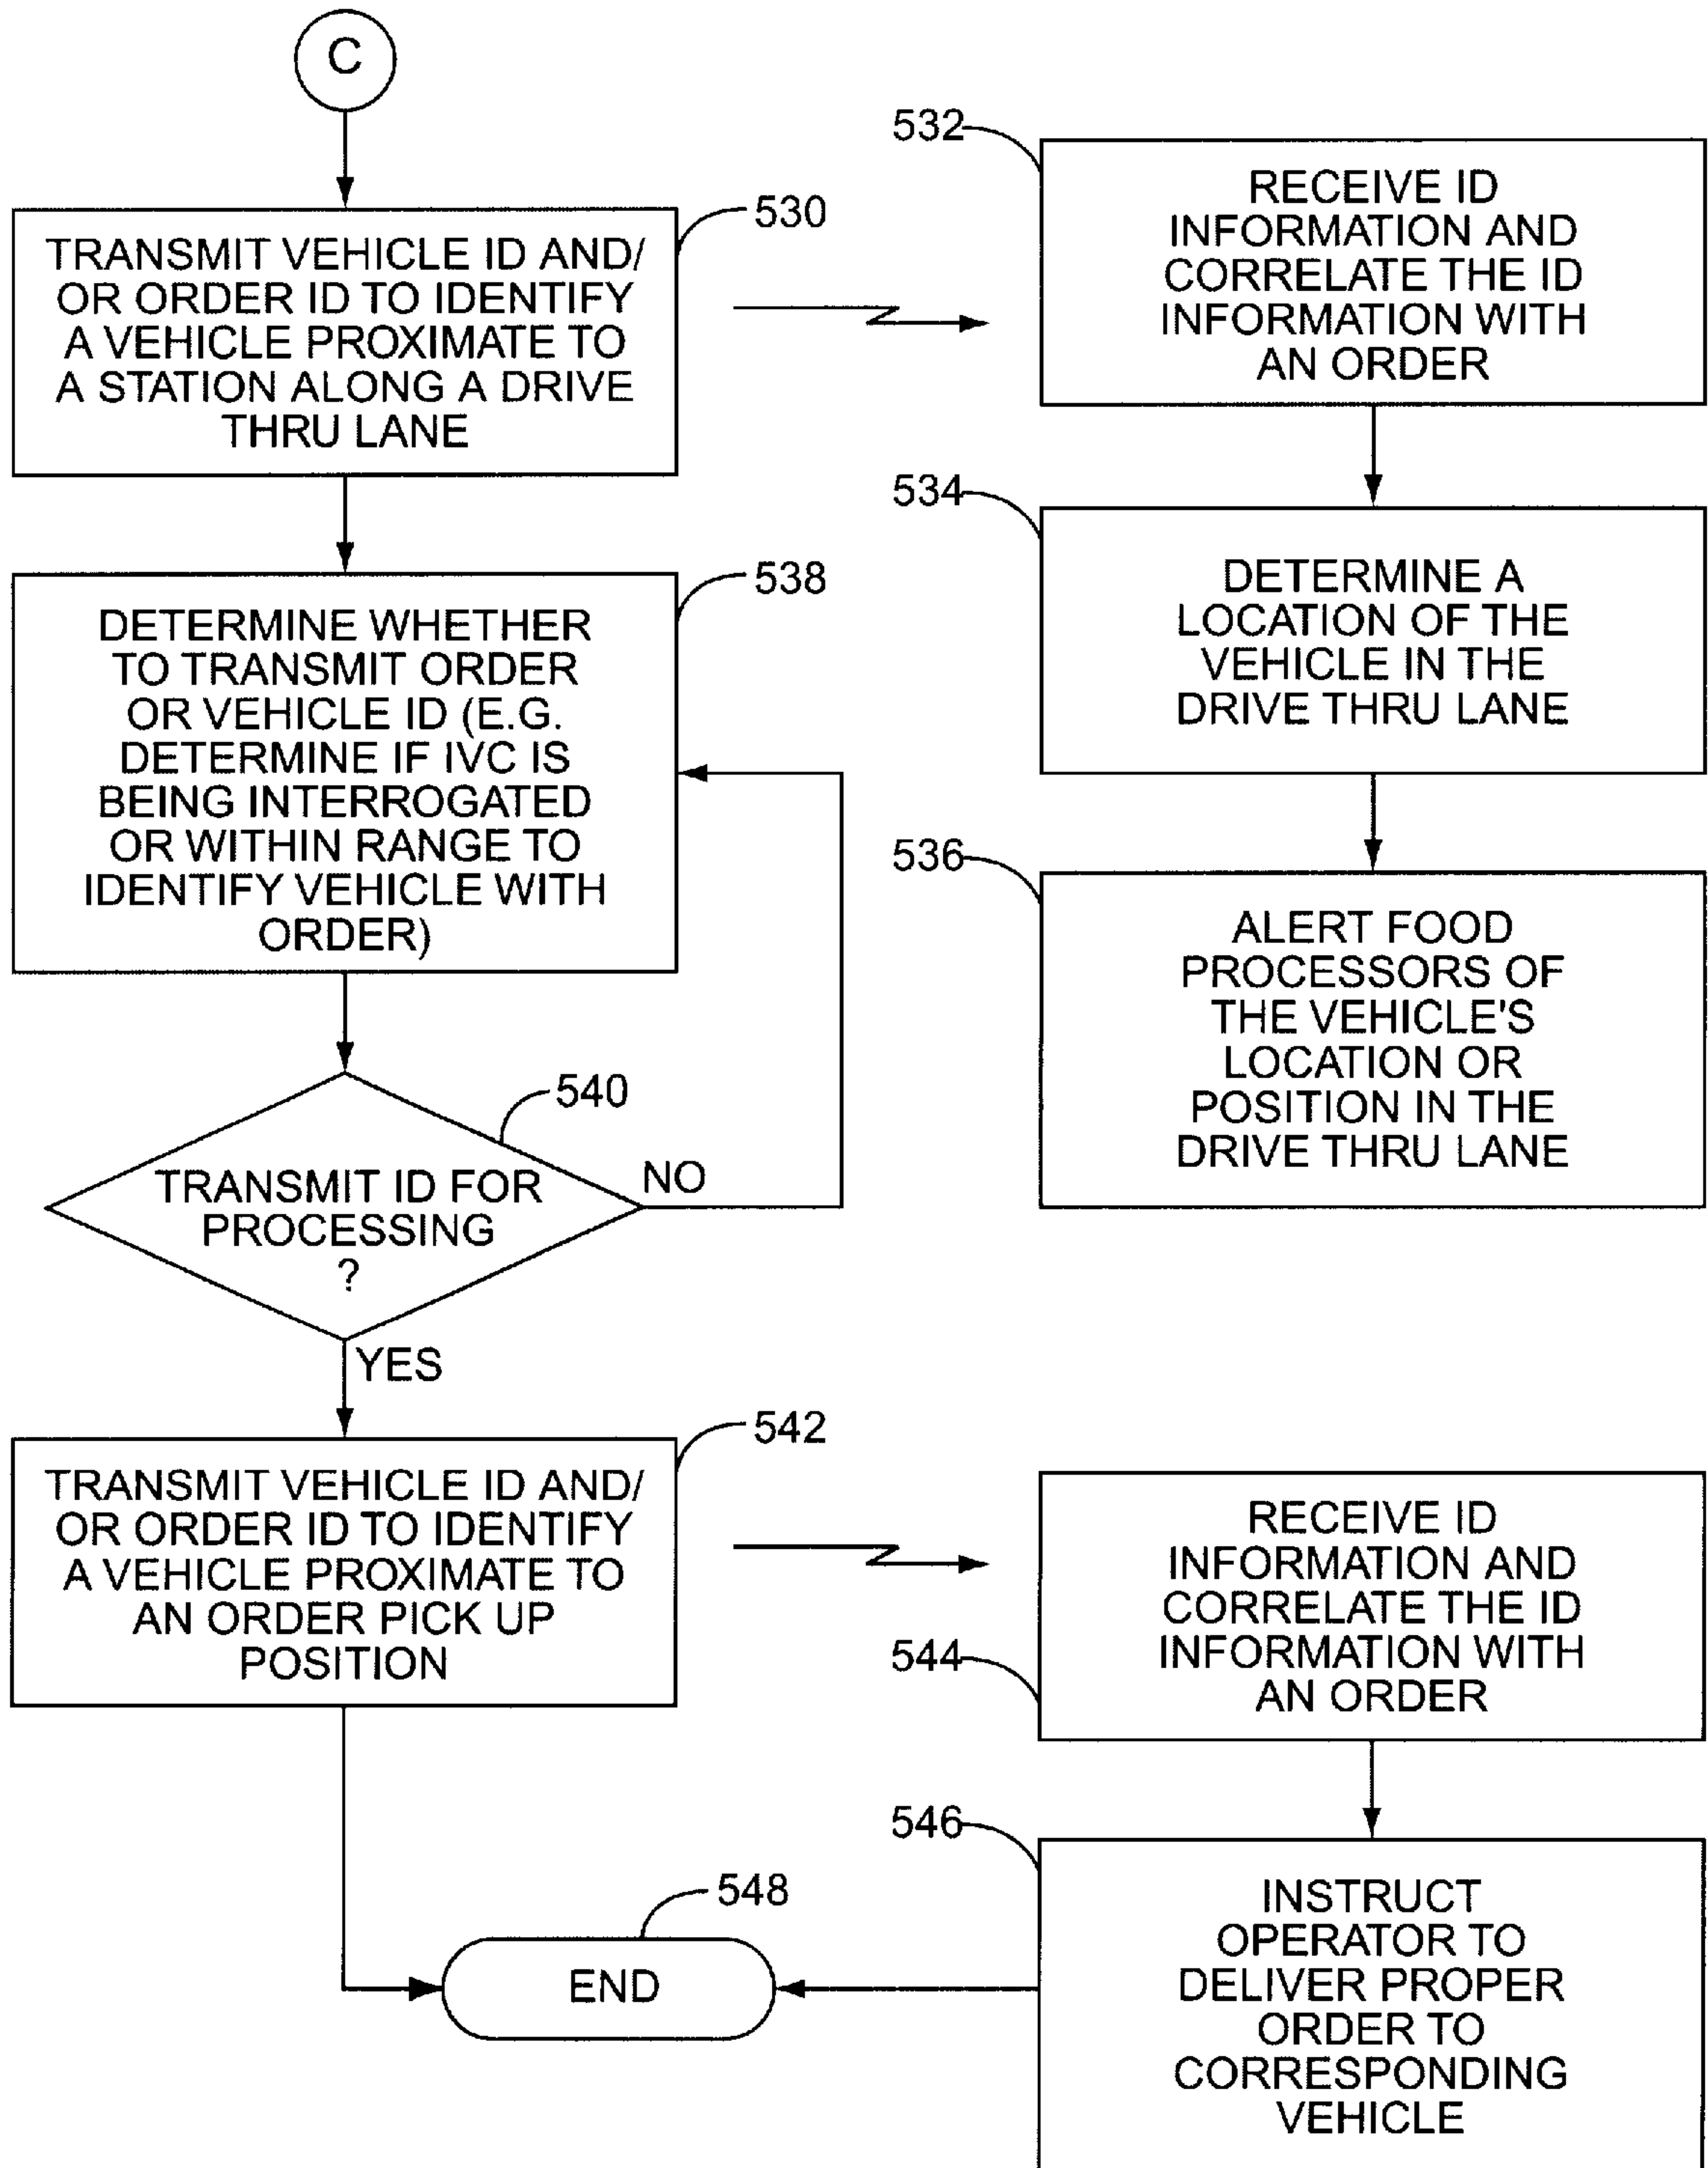 C
530
TRANSMIT VEHICLE ID AND/
OR ORDER ID TO IDENTIFY
A VEHICLE PROXIMATE TO
A STATION ALONG A DRIVE
THRU LANE
532
RECEIVE ID
INFORMATION AND
CORRELATE THE ID
INFORMATION WITH
AN ORDER
534
DETERMINE A
LOCATION OF THE
VEHICLE IN THE
DRIVE THRU LANE
536
ALERT FOOD
PROCESSORS OF
THE VEHICLE'S
LOCATION OR
POSITION IN THE
DRIVE THRU LANE
538
DETERMINE WHETHER
TO TRANSMIT ORDER
OR VEHICLE ID (E.G.
DETERMINE IF IVC IS
BEING INTERROGATED
OR WITHIN RANGE TO
IDENTIFY VEHICLE WITH
ORDER)
540
TRANSMIT ID FOR
PROCESSING
?
NO
YES
542
TRANSMIT VEHICLE ID AND/
OR ORDER ID TO IDENTIFY
A VEHICLE PROXIMATE TO
AN ORDER PICK UP
POSITION
544
RECEIVE ID
INFORMATION AND
CORRELATE THE ID
INFORMATION WITH
AN ORDER
546
INSTRUCT
OPERATOR TO
DELIVER PROPER
ORDER TO
CORRESPONDING
VEHICLE
548
END